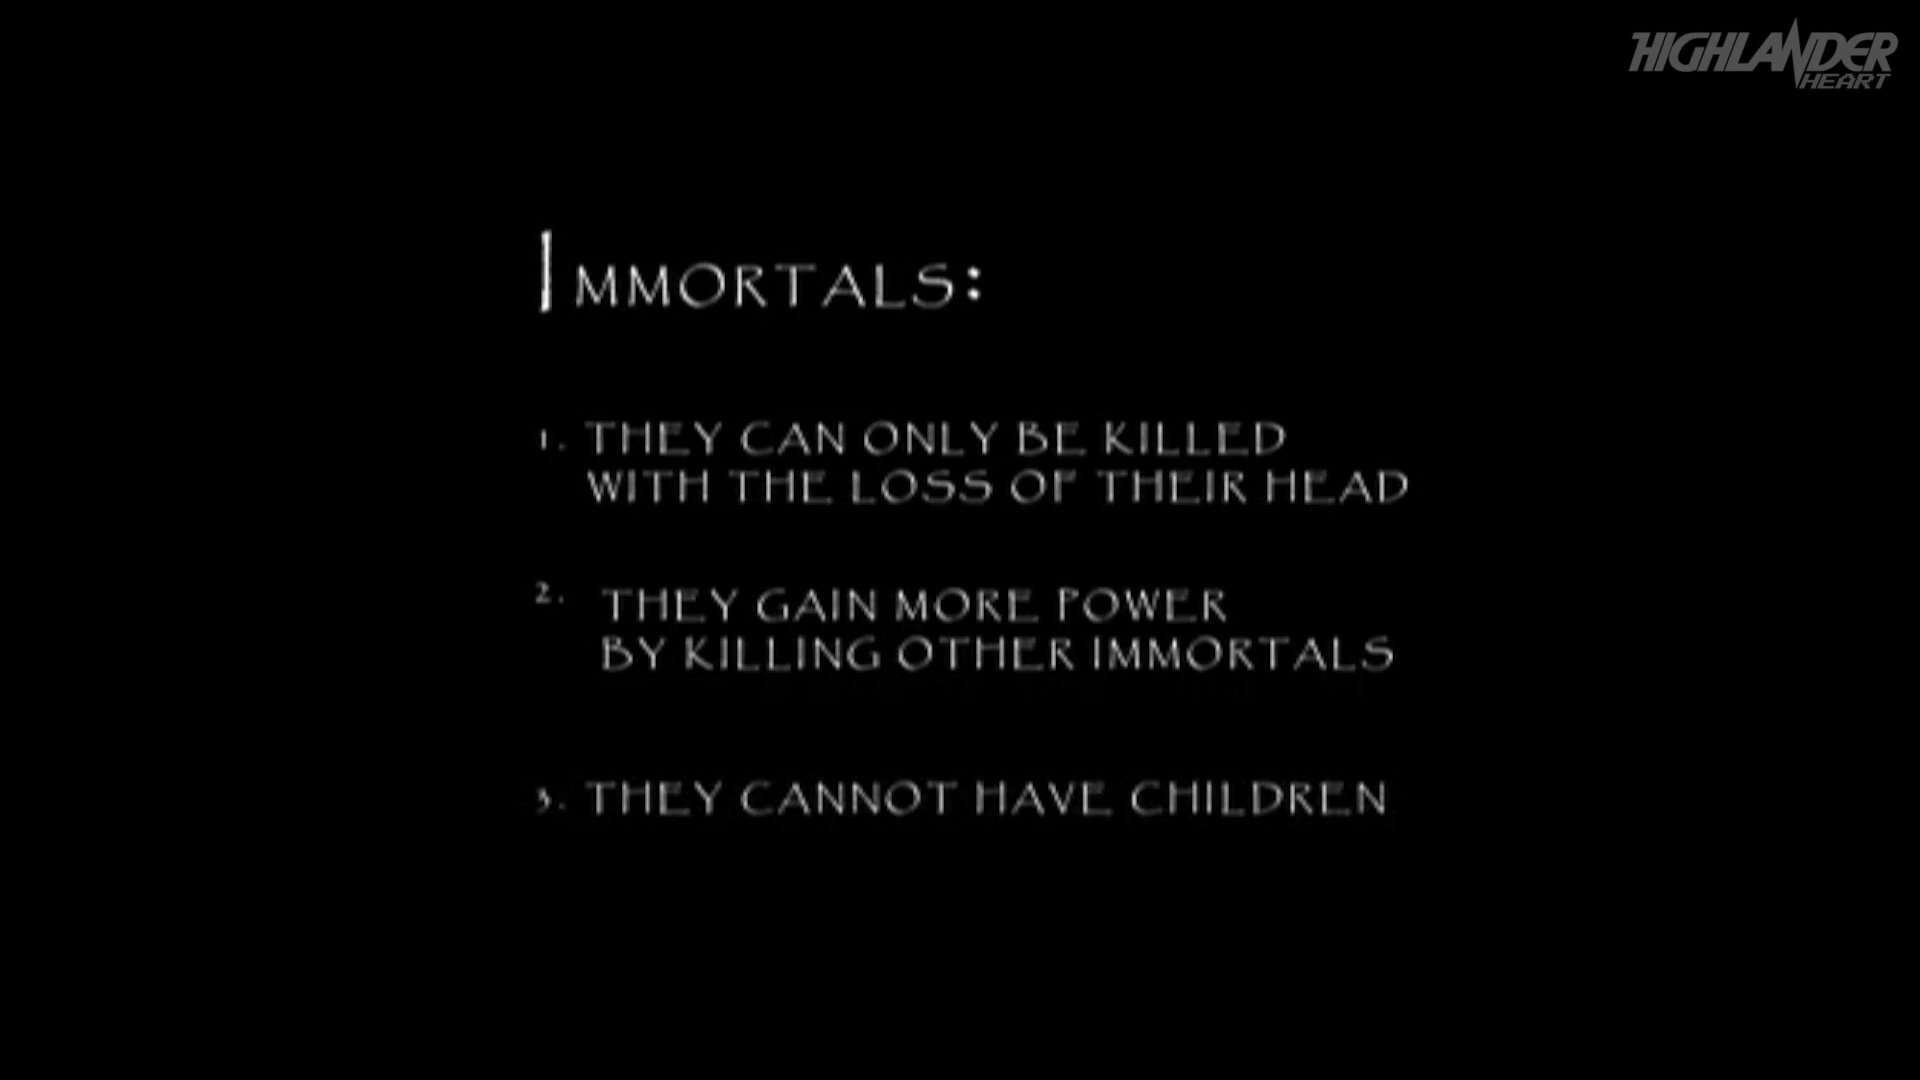 HIGHLANDER
HEART
IMMORTALS:
1. THEY CAN ONLY BE KILLED
WITH THE LOSS OF THEIR HEAD
2. THEY GAIN MORE POWER
BY KILLING OTHER IMMORTALS
3. THEY CANNOT HAVE CHILDREN